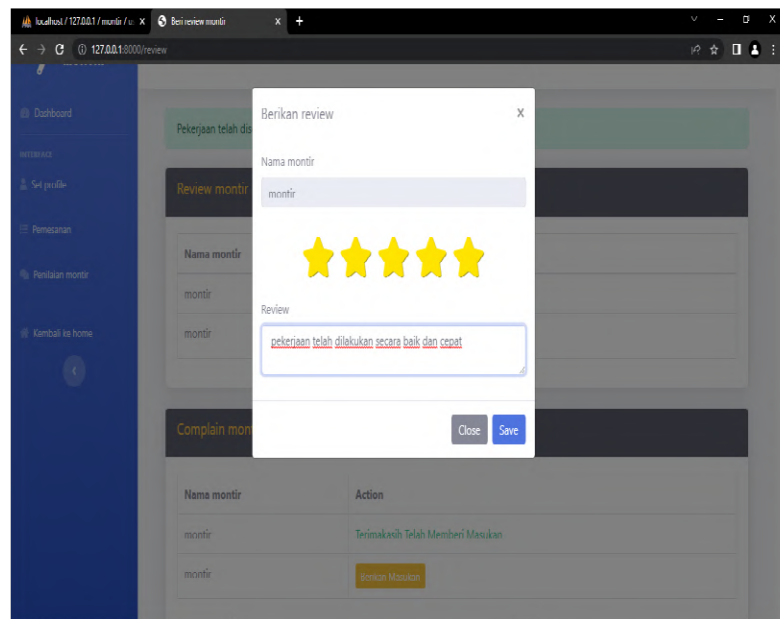 localhost / 127.0.0.1 / montir / u
Beri review montir
127.0.0.1:8000/review
Dashboard
INTERFACE
Set profile
Pemesanan
Penilaian montir
Kembali ke home
Pekerjaan telah dis
Review montir
Nama montir
montir
montir
Berikan review
X
Nama montir
montir
Review
pekerjaan telah dilakukan secara baik dan cepat
Close
Save
Complain mon
Nama montir
Action
montir
Terimakasih Telah Memberi Masukan
montir
Berikan Masukan